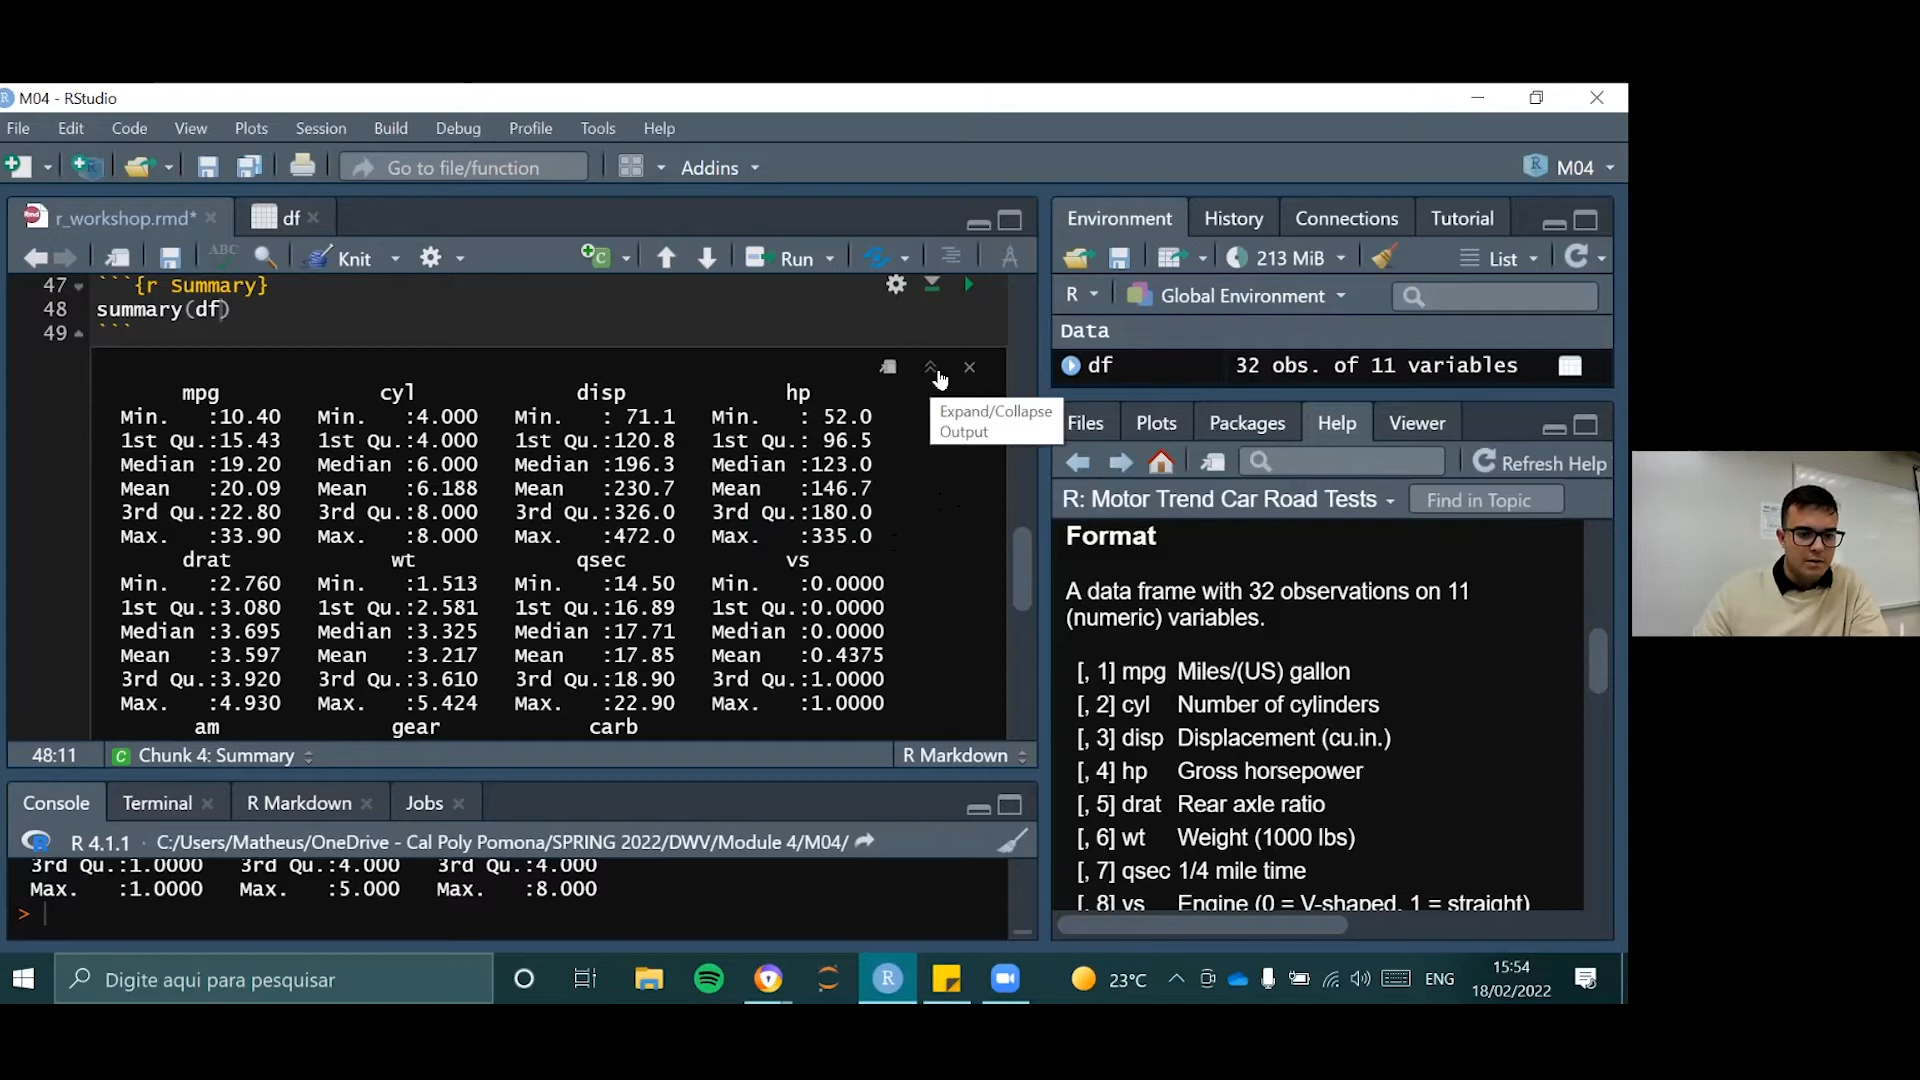 M04 - RStudio
File Edit Code View Plots Session Build Debug Profile Tools Help
Go to file/function Addins M04
r_workshop.rmd* df
ABC Knit Run
47 ```{r Summary}
48 summary(df)
49 ```
mpg cyl disp hp
Min. :10.40 Min. :4.000 Min. : 71.1 Min. : 52.0
1st Qu.:15.43 1st Qu.:4.000 1st Qu.:120.8 1st Qu.: 96.5
Median :19.20 Median :6.000 Median :196.3 Median :123.0
Mean :20.09 Mean :6.188 Mean :230.7 Mean :146.7
3rd Qu.:22.80 3rd Qu.:8.000 3rd Qu.:326.0 3rd Qu.:180.0
Max. :33.90 Max. :8.000 Max. :472.0 Max. :335.0
drat wt qsec vs
Min. :2.760 Min. :1.513 Min. :14.50 Min. :0.0000
1st Qu.:3.080 1st Qu.:2.581 1st Qu.:16.89 1st Qu.:0.0000
Median :3.695 Median :3.325 Median :17.71 Median :0.0000
Mean :3.597 Mean :3.217 Mean :17.85 Mean :0.4375
3rd Qu.:3.920 3rd Qu.:3.610 3rd Qu.:18.90 3rd Qu.:1.0000
Max. :4.930 Max. :5.424 Max. :22.90 Max. :1.0000
am gear carb
Expand/Collapse
Output
48:11 Chunk 4: Summary R Markdown
Console Terminal R Markdown Jobs
R 4.1.1 · C:/Users/Matheus/OneDrive - Cal Poly Pomona/SPRING 2022/DWV/Module 4/M04/
3rd Qu.:1.0000 3rd Qu.:4.000 3rd Qu.:4.000
Max. :1.0000 Max. :5.000 Max. :8.000
>
Environment History Connections Tutorial
213 MiB List
R Global Environment
Data
df 32 obs. of 11 variables
Files Plots Packages Help Viewer
Refresh Help
R: Motor Trend Car Road Tests Find in Topic
Format
A data frame with 32 observations on 11
(numeric) variables.
[, 1] mpg Miles/(US) gallon
[, 2] cyl Number of cylinders
[, 3] disp Displacement (cu.in.)
[, 4] hp Gross horsepower
[, 5] drat Rear axle ratio
[, 6] wt Weight (1000 lbs)
[, 7] qsec 1/4 mile time
[, 8] vs Engine (0 = V-shaped, 1 = straight)
Digite aqui para pesquisar
23°C ENG 15:54
18/02/2022